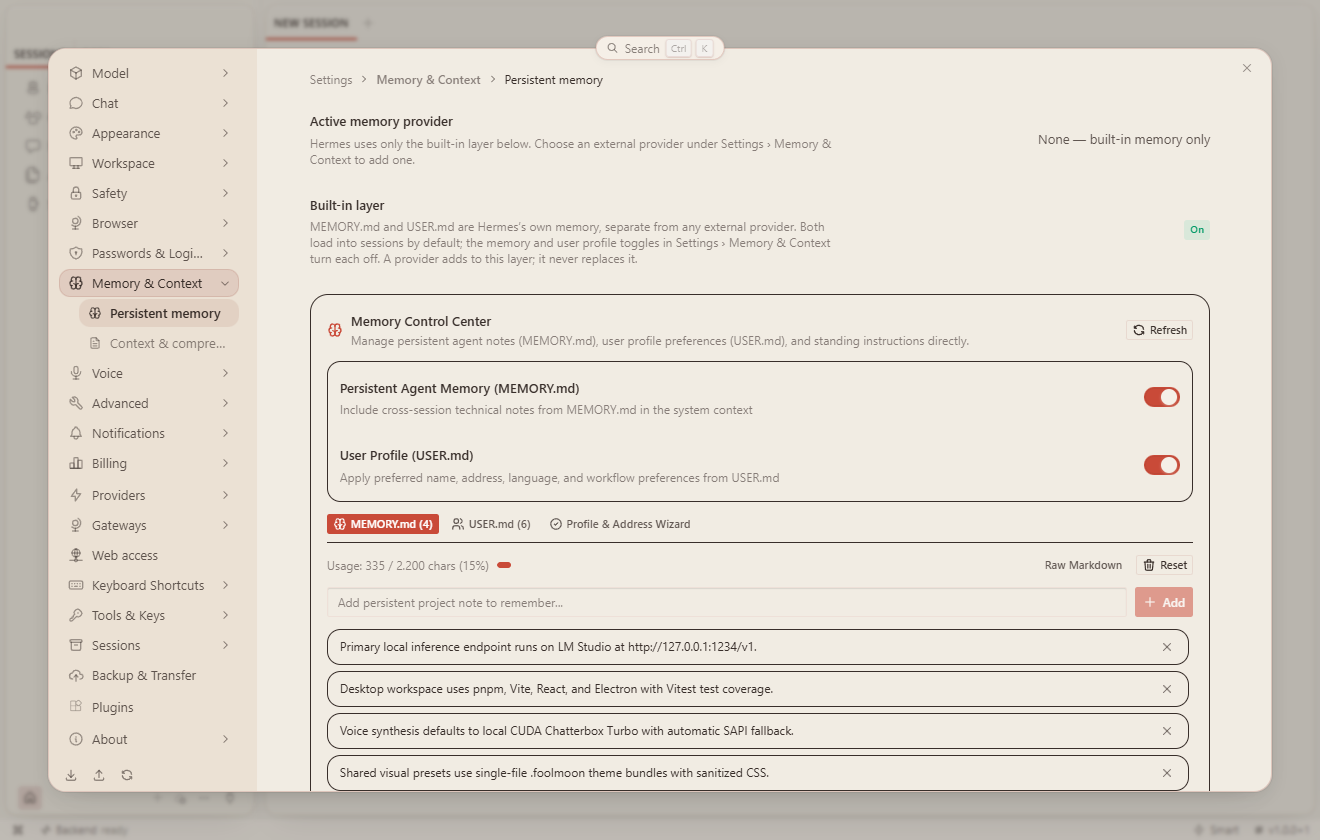 NEW SESSION
SESSION
Search Ctrl K
Model
Chat
Appearance
Workspace
Safety
Browser
Passwords & Logi...
Memory & Context
Persistent memory
Context & compre...
Voice
Advanced
Notifications
Billing
Providers
Gateways
Web access
Keyboard Shortcuts
Tools & Keys
Sessions
Backup & Transfer
Plugins
About
Settings > Memory & Context > Persistent memory
Active memory provider
Hermes uses only the built-in layer below. Choose an external provider under Settings › Memory &
Context to add one.
None — built-in memory only
Built-in layer
MEMORY.md and USER.md are Hermes's own memory, separate from any external provider. Both
load into sessions by default; the memory and user profile toggles in Settings › Memory & Context
turn each off. A provider adds to this layer; it never replaces it.
On
Memory Control Center
Manage persistent agent notes (MEMORY.md), user profile preferences (USER.md), and standing instructions directly.
Refresh
Persistent Agent Memory (MEMORY.md)
Include cross-session technical notes from MEMORY.md in the system context
User Profile (USER.md)
Apply preferred name, address, language, and workflow preferences from USER.md
MEMORY.md (4) USER.md (6) Profile & Address Wizard
Usage: 335 / 2.200 chars (15%)
Raw Markdown Reset
Add persistent project note to remember...
+ Add
Primary local inference endpoint runs on LM Studio at http://127.0.0.1:1234/v1.
Desktop workspace uses pnpm, Vite, React, and Electron with Vitest test coverage.
Voice synthesis defaults to local CUDA Chatterbox Turbo with automatic SAPI fallback.
Shared visual presets use single-file .foolmoon theme bundles with sanitized CSS.
Backend ready